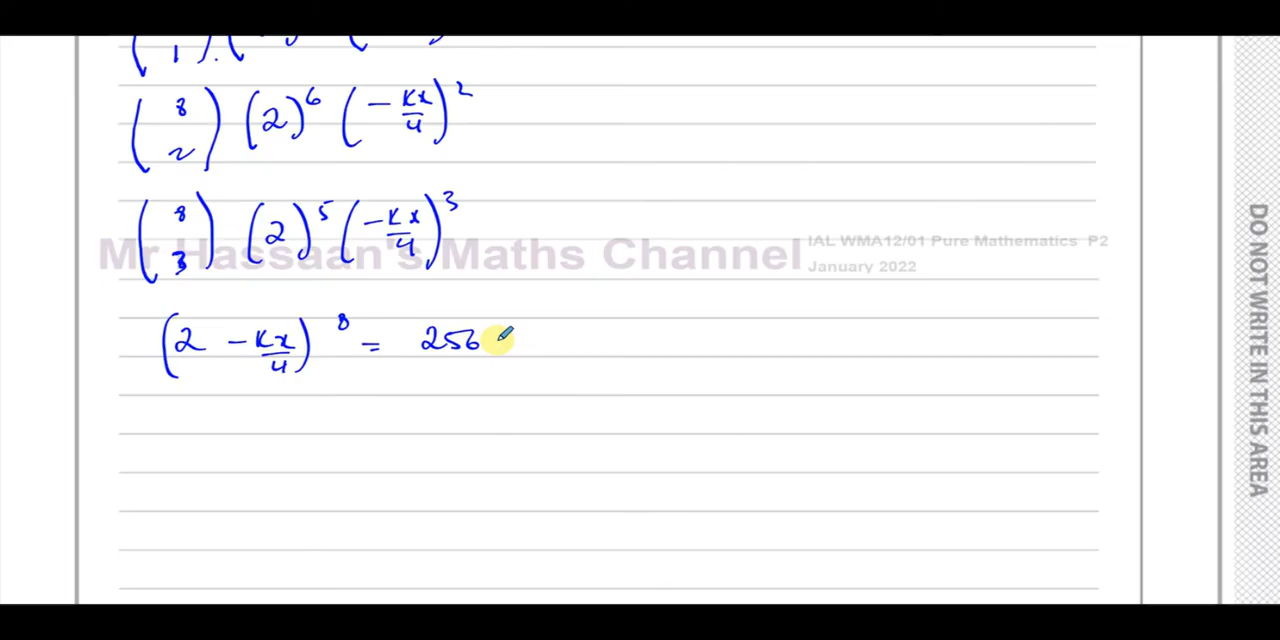 1
(8 2) (2)^6 (-kx/4)^2
(8 3) (2)^5 (-kx/4)^3
Mr Hassaan's Maths Channel
IAL WMA12/01 Pure Mathematics P2
January 2022
(2 - kx/4)^8 = 256
DO NOT WRITE IN THIS AREA